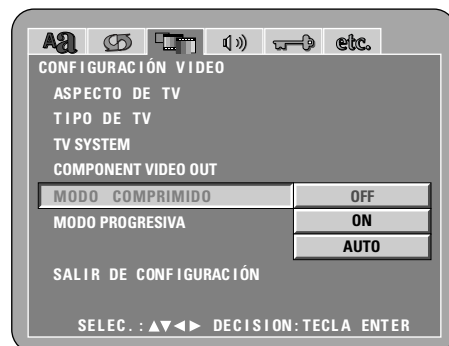 Aa etc.
CONFIGURACIÓN VIDEO
ASPECTO DE TV
TIPO DE TV
TV SYSTEM
COMPONENT VIDEO OUT
MODO COMPRIMIDO OFF
MODO PROGRESIVA ON
AUTO
SALIR DE CONFIGURACIÓN
SELEC.:▲▼◄► DECISION:TECLA ENTER